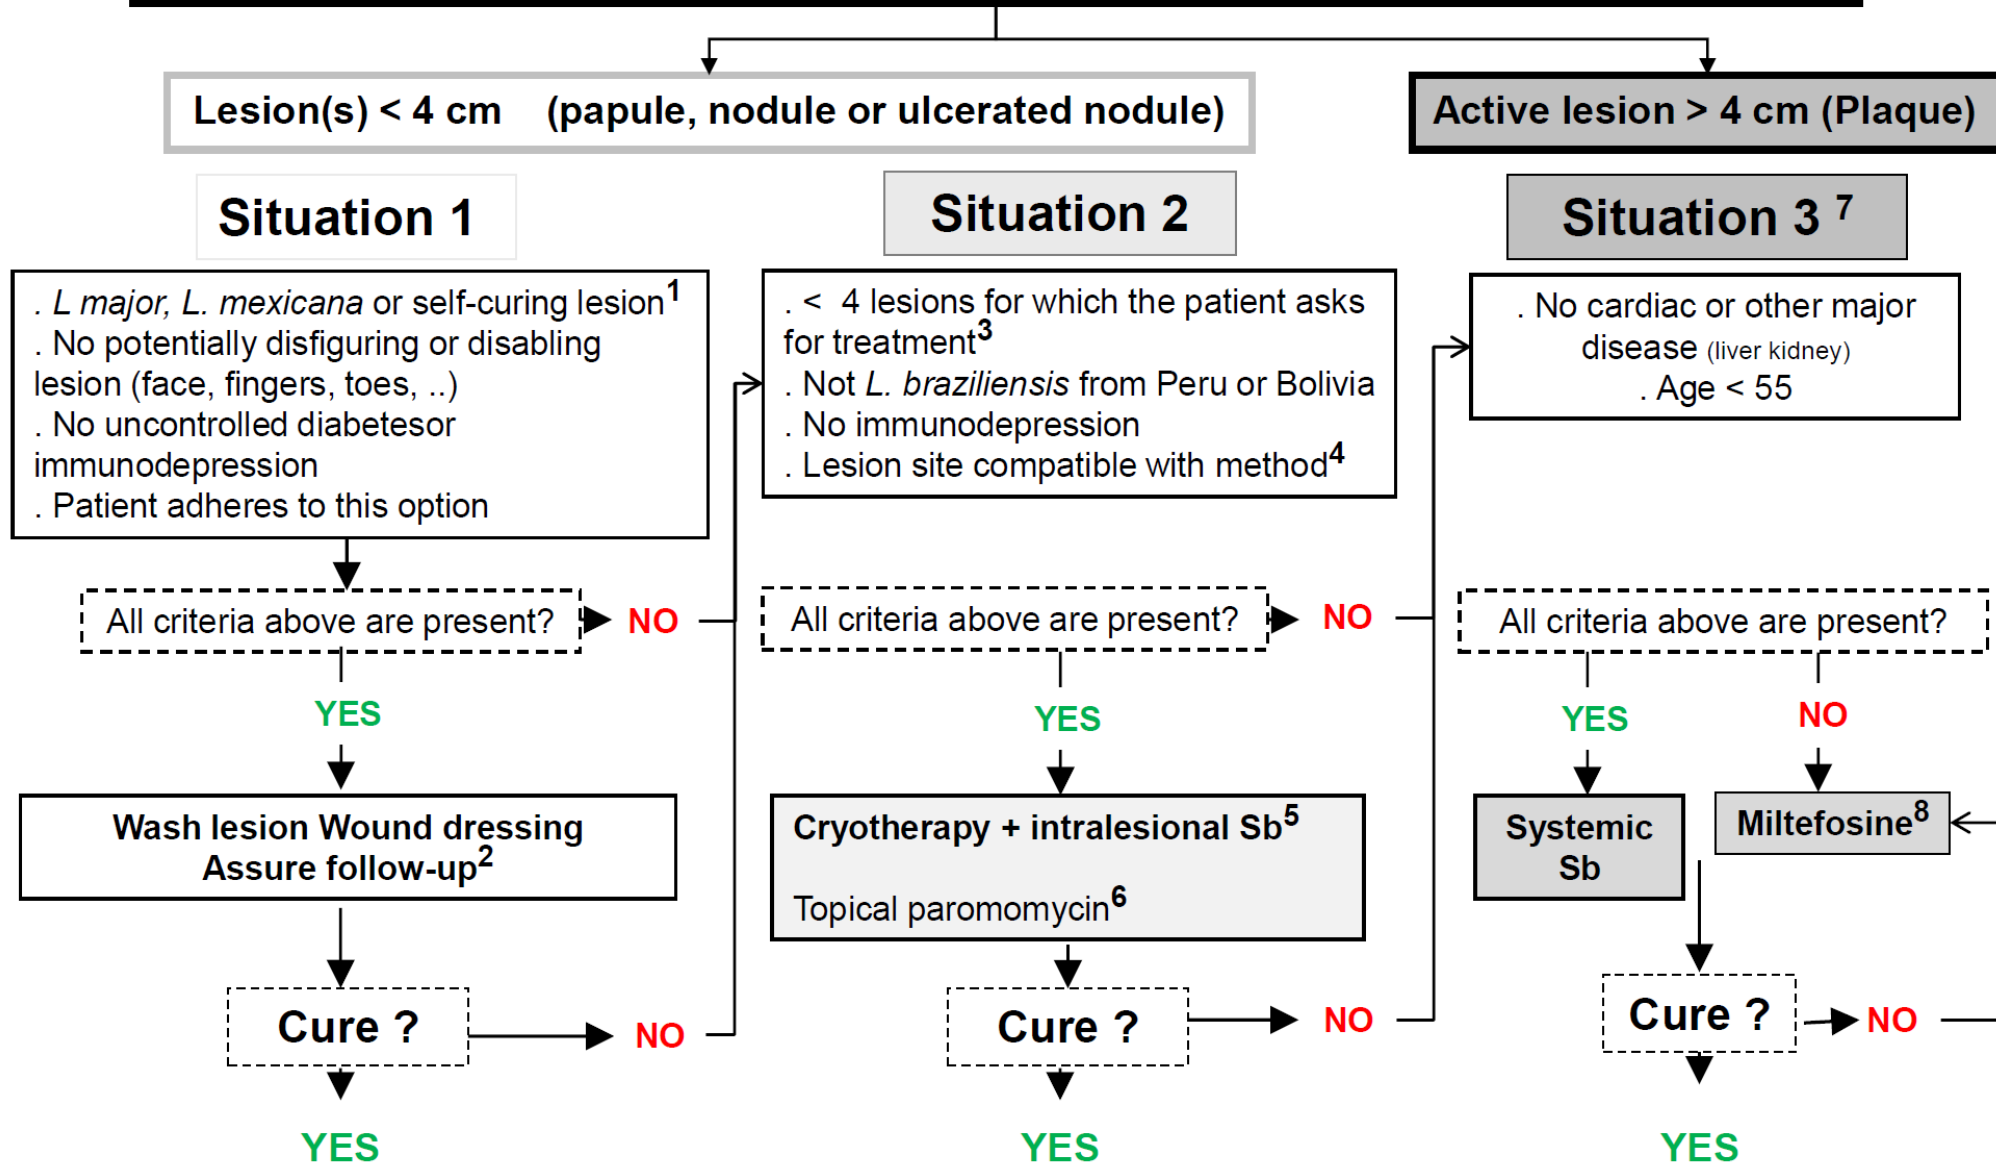 Lesion(s) < 4 cm (papule, nodule or ulcerated nodule)
Active lesion > 4 cm (Plaque)
Situation 1
. L major, L. mexicana or self-curing lesion1
. No potentially disfiguring or disabling
lesion (face, fingers, toes, ..)
. No uncontrolled diabetesor
immunodepression
. Patient adheres to this option
All criteria above are present?
NO
YES
Wash lesion Wound dressing
Assure follow-up2
Cure ?
NO
YES
Situation 2
. < 4 lesions for which the patient asks
for treatment3
. Not L. braziliensis from Peru or Bolivia
. No immunodepression
. Lesion site compatible with method4
All criteria above are present?
NO
YES
Cryotherapy + intralesional Sb5
Topical paromomycin6
Cure ?
NO
YES
Situation 3 7
. No cardiac or other major
disease (liver kidney)
. Age < 55
All criteria above are present?
YES
NO
Systemic
Sb
Miltefosine8
Cure ?
NO
YES